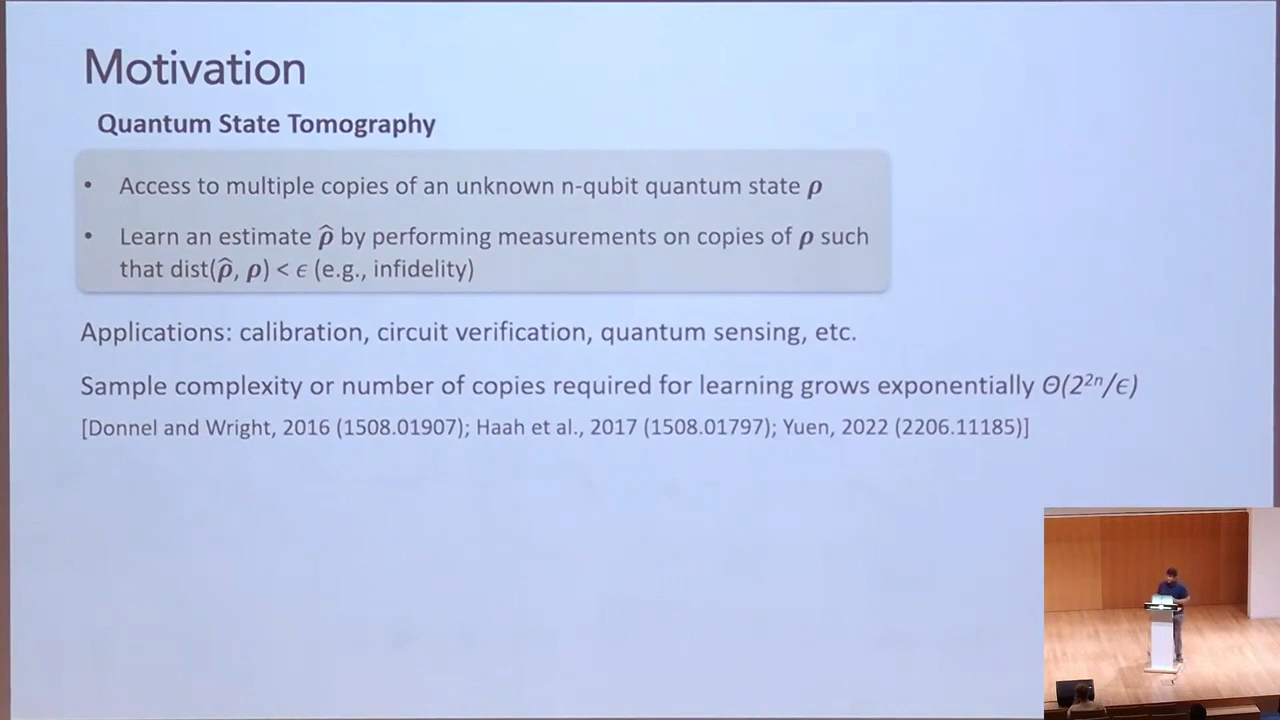 Motivation
Quantum State Tomography
• Access to multiple copies of an unknown n-qubit quantum state ρ
• Learn an estimate ρ̂ by performing measurements on copies of ρ such
that dist(ρ̂, ρ) < ϵ (e.g., infidelity)
Applications: calibration, circuit verification, quantum sensing, etc.
Sample complexity or number of copies required for learning grows exponentially Θ(2²ⁿ/ϵ)
[Donnel and Wright, 2016 (1508.01907); Haah et al., 2017 (1508.01797); Yuen, 2022 (2206.11185)]